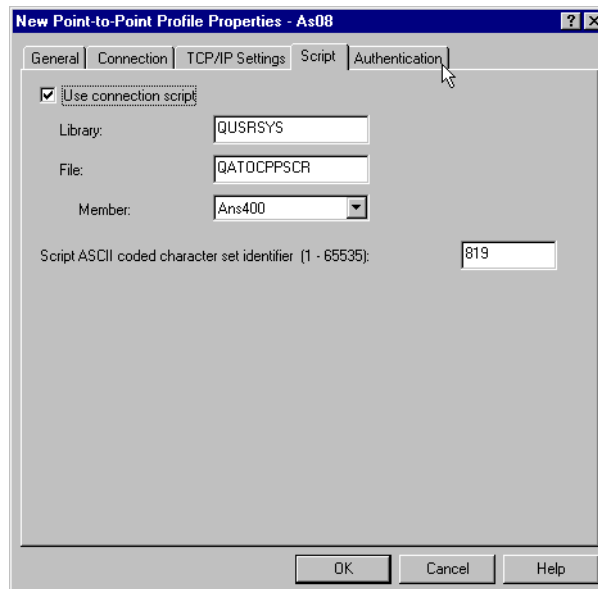 New Point-to-Point Profile Properties - As08
General Connection TCP/IP Settings Script Authentication
Use connection script
Library: QUSRSYS
File: QATOCPPSCR
Member: Ans400
Script ASCII coded character set identifier (1 - 65535): 819
OK Cancel Help